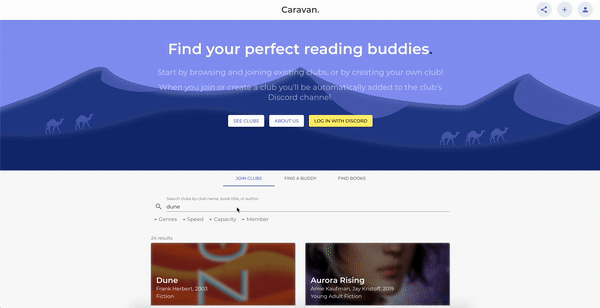 Caravan.
Find your perfect reading buddies.
Start by browsing and joining existing clubs, or by creating your own club!
When you join or create a club you'll be automatically added to the club's
Discord channel.
SEE CLUBS
ABOUT US
LOG IN WITH DISCORD
JOIN CLUBS
FIND A BUDDY
FIND BOOKS
Search clubs by club name, book title, or author
dune
Genres
Speed
Capacity
Member
24 results
Dune
Frank Herbert, 2003
Fiction
Aurora Rising
Amie Kaufman, Jay Kristoff, 2019
Young Adult Fiction